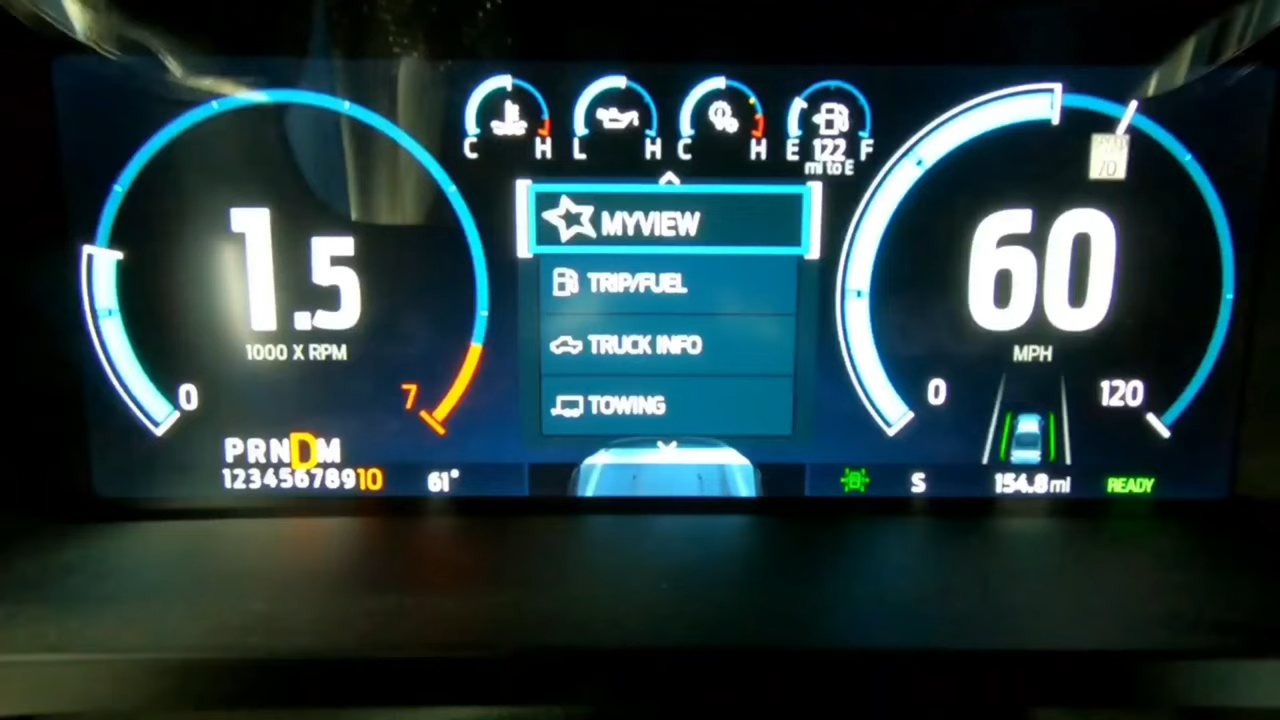 C H L H C H E 122 F
mi to E
MYVIEW
TRIP/FUEL
TRUCK INFO
TOWING
1.5
1000 X RPM
0
7
PRNDM
12345678910
61°
70
60
MPH
0
120
S
154.8 mi
READY